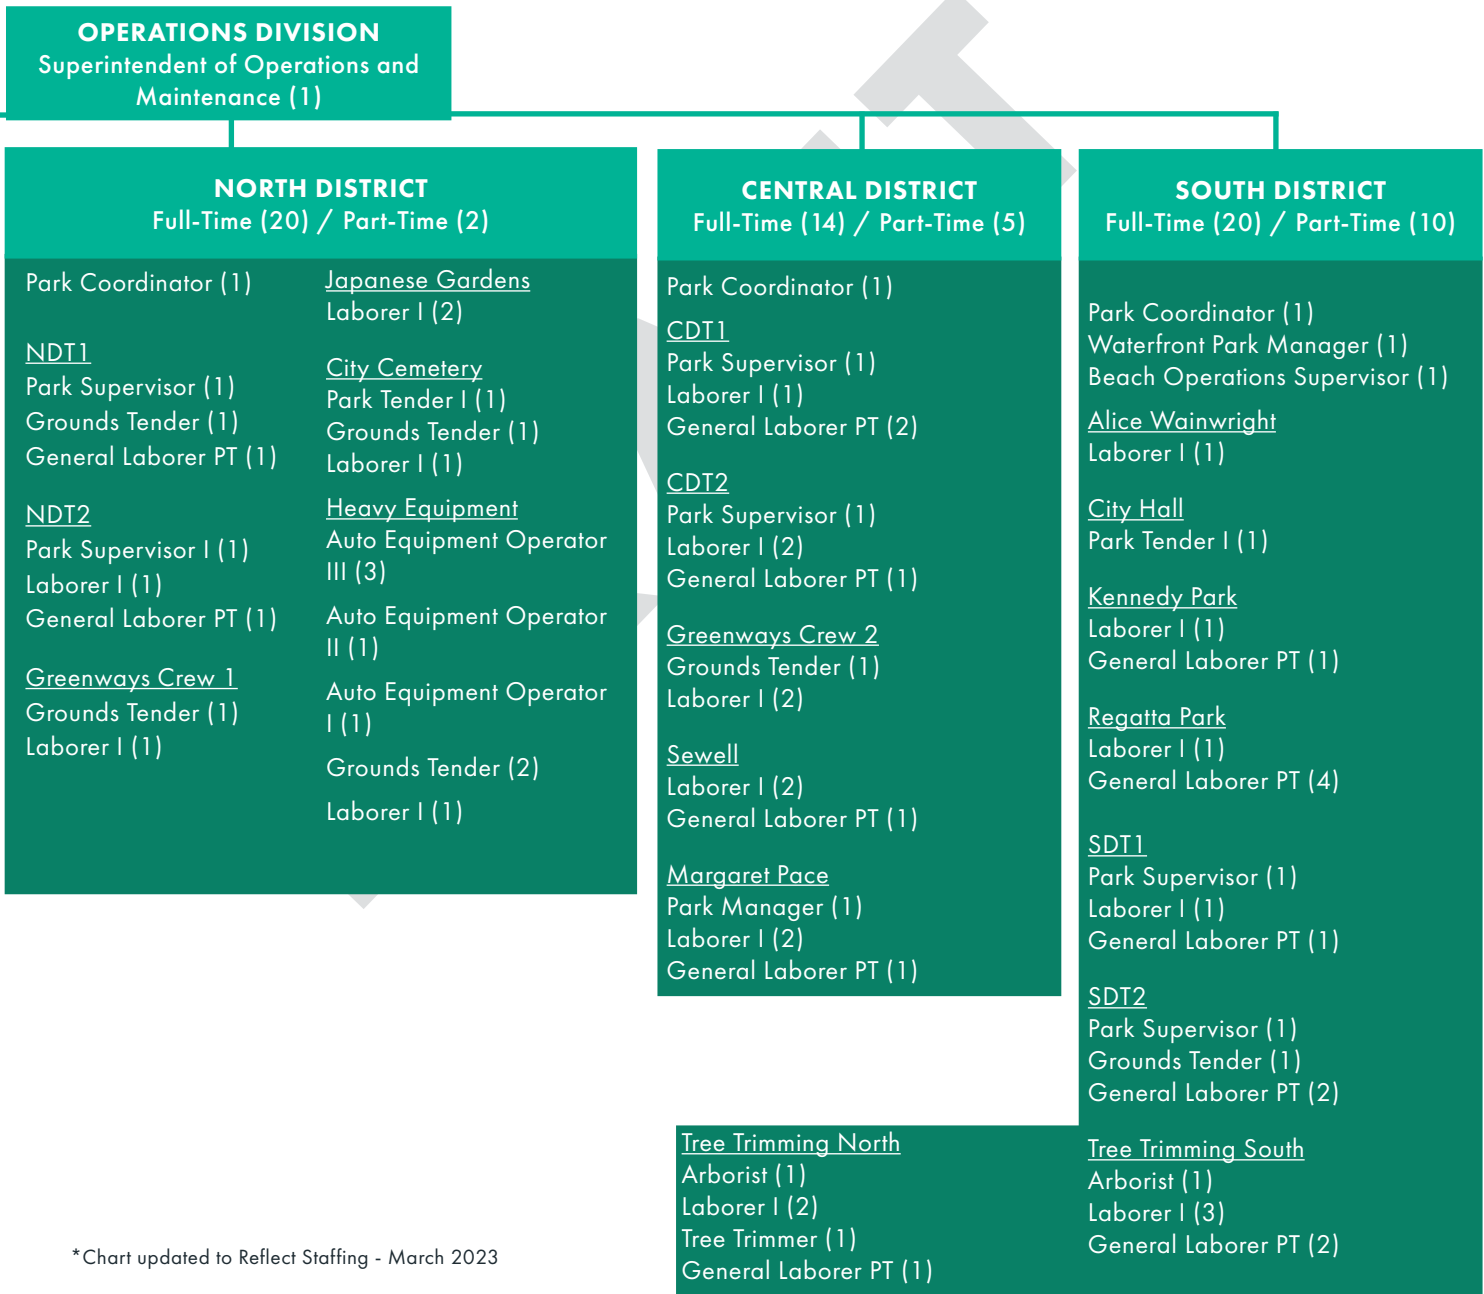 OPERATIONS DIVISION
Superintendent of Operations and
Maintenance (1)
NORTH DISTRICT
Full-Time (20) / Part-Time (2)
Park Coordinator (1)
NDT1
Park Supervisor (1)
Grounds Tender (1)
General Laborer PT (1)
NDT2
Park Supervisor I (1)
Laborer I (1)
General Laborer PT (1)
Greenways Crew 1
Grounds Tender (1)
Laborer I (1)
Japanese Gardens
Laborer I (2)
City Cemetery
Park Tender I (1)
Grounds Tender (1)
Laborer I (1)
Heavy Equipment
Auto Equipment Operator
III (3)
Auto Equipment Operator
II (1)
Auto Equipment Operator
I (1)
Grounds Tender (2)
Laborer I (1)
CENTRAL DISTRICT
Full-Time (14) / Part-Time (5)
Park Coordinator (1)
CDT1
Park Supervisor (1)
Laborer I (1)
General Laborer PT (2)
CDT2
Park Supervisor (1)
Laborer I (2)
General Laborer PT (1)
Greenways Crew 2
Grounds Tender (1)
Laborer I (2)
Sewell
Laborer I (2)
General Laborer PT (1)
Margaret Pace
Park Manager (1)
Laborer I (2)
General Laborer PT (1)
SOUTH DISTRICT
Full-Time (20) / Part-Time (10)
Park Coordinator (1)
Waterfront Park Manager (1)
Beach Operations Supervisor (1)
Alice Wainwright
Laborer I (1)
City Hall
Park Tender I (1)
Kennedy Park
Laborer I (1)
General Laborer PT (1)
Regatta Park
Laborer I (1)
General Laborer PT (4)
SDT1
Park Supervisor (1)
Laborer I (1)
General Laborer PT (1)
SDT2
Park Supervisor (1)
Grounds Tender (1)
General Laborer PT (2)
Tree Trimming North
Arborist (1)
Laborer I (2)
Tree Trimmer (1)
General Laborer PT (1)
Tree Trimming South
Arborist (1)
Laborer I (3)
General Laborer PT (2)
*Chart updated to Reflect Staffing - March 2023